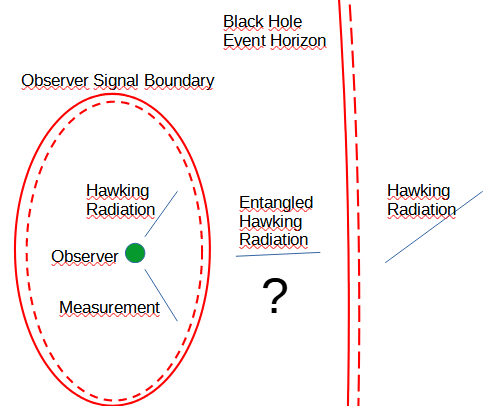 Black Hole
Event Horizon
Observer Signal Boundary
Hawking
Radiation
Observer
Measurement
Entangled
Hawking
Radiation
?
Hawking
Radiation